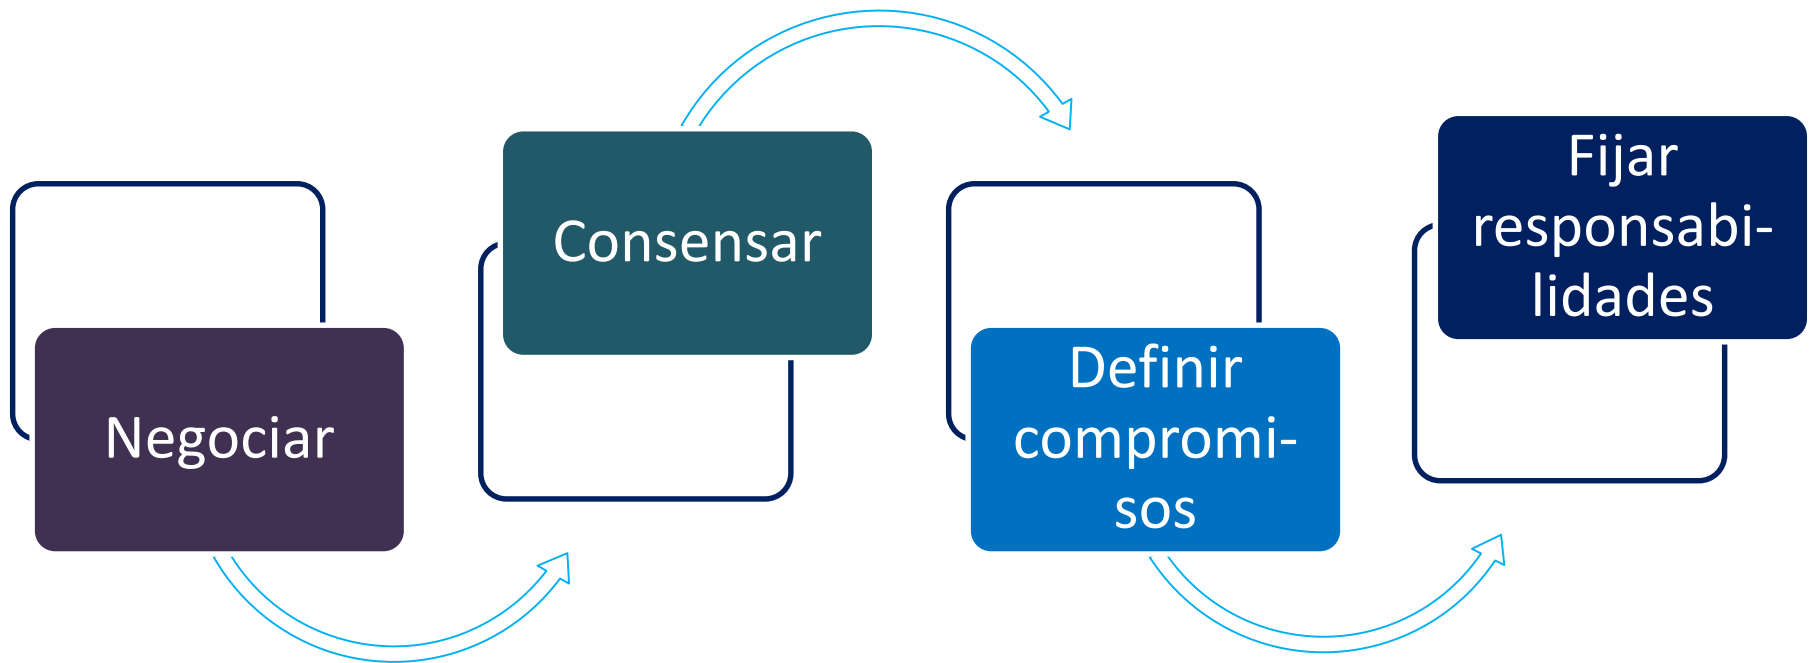 Negociar
Consensar
Definir
compromi-
sos
Fijar
responsabi-
lidades